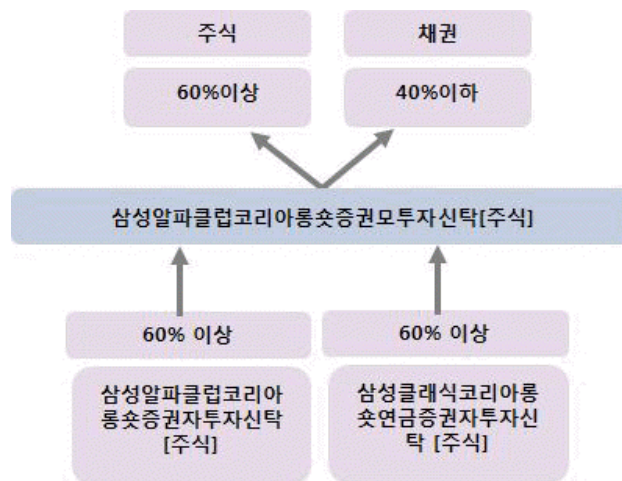 주식
채권
60%이상
40%이하
삼성알파클럽코리아롱숏증권모투자신탁[주식]
60% 이상
60% 이상
삼성알파클럽코리아
롱숏증권자투자신탁
[주식]
삼성클래식코리아롱
숏연금증권자투자신
탁 [주식]